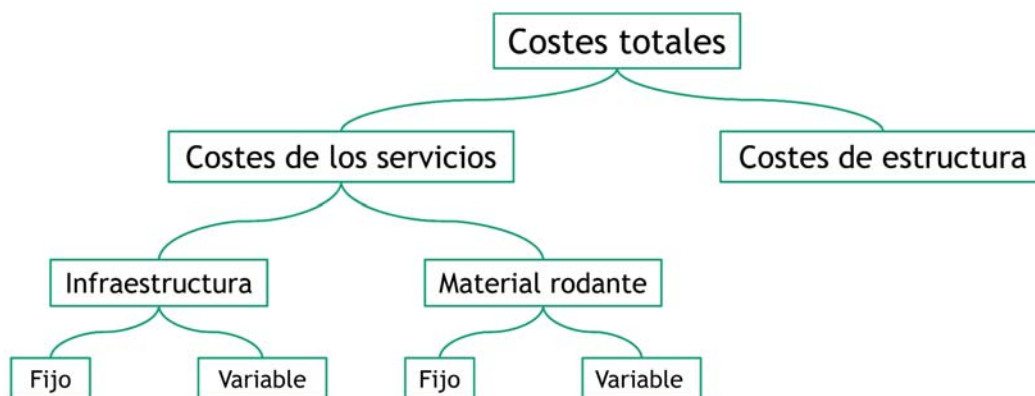 Costes totales
Costes de los servicios
Costes de estructura
Infraestructura
Material rodante
Fijo
Variable
Fijo
Variable